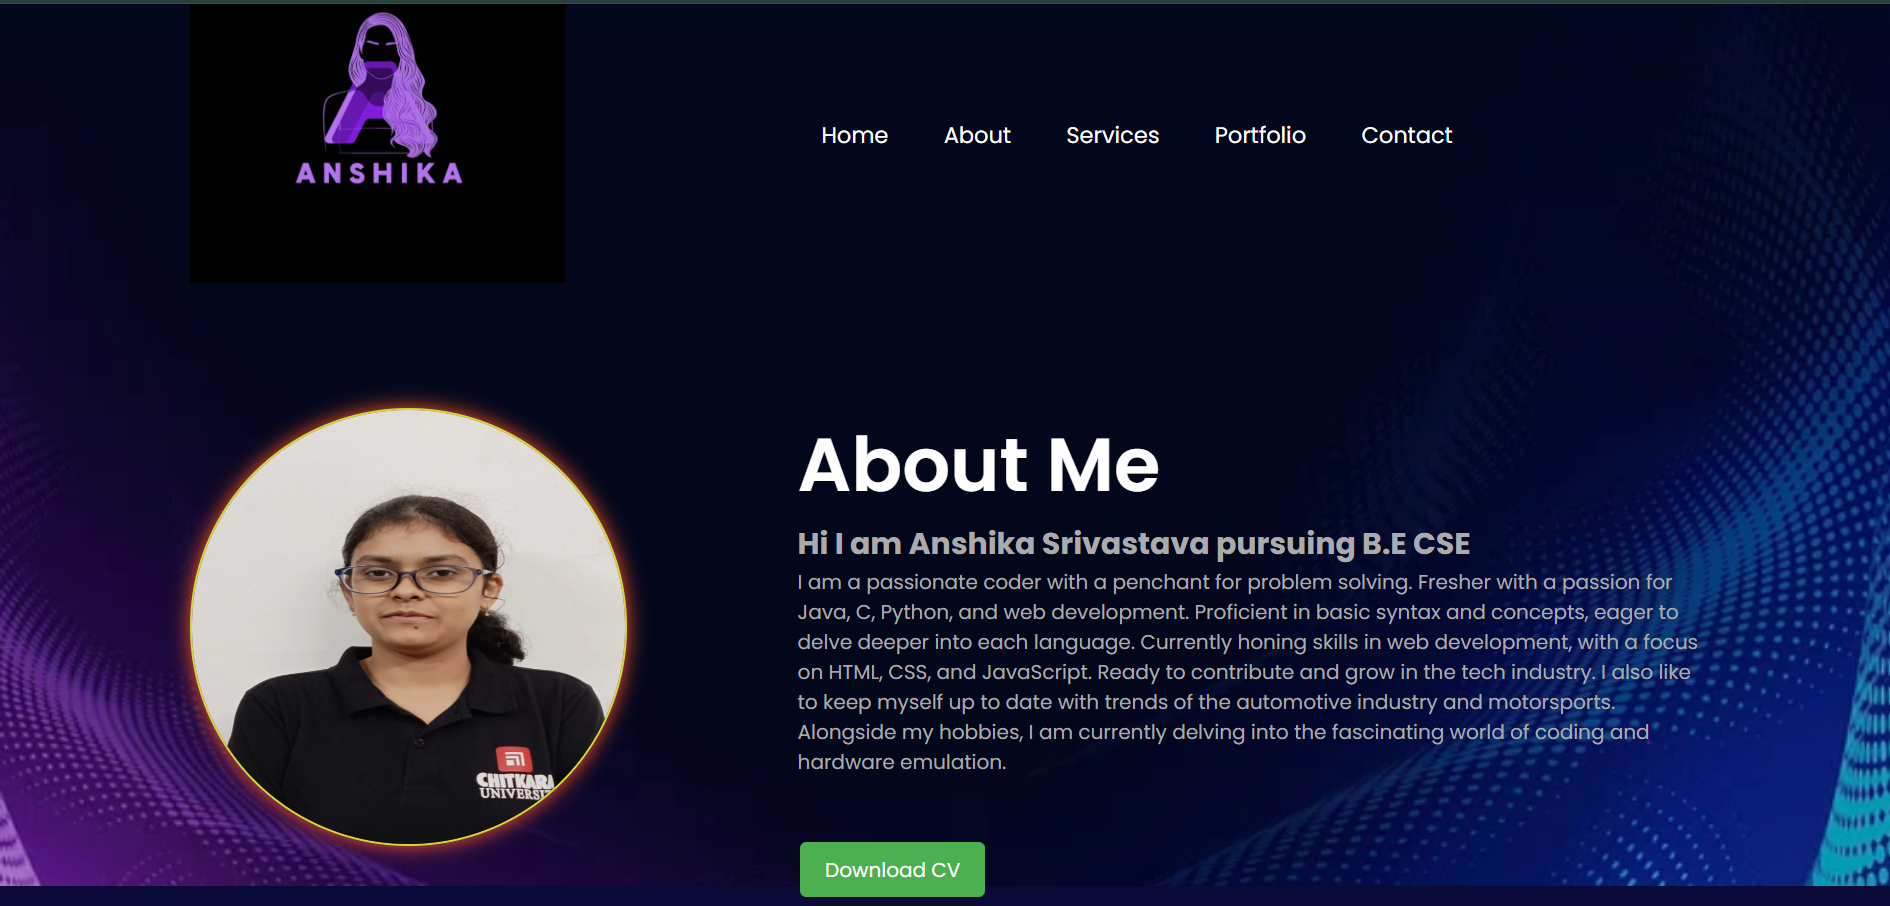 ANSHIKA
Home About Services Portfolio Contact
About Me
Hi I am Anshika Srivastava pursuing B.E CSE
I am a passionate coder with a penchant for problem solving. Fresher with a passion for
Java, C, Python, and web development. Proficient in basic syntax and concepts, eager to
delve deeper into each language. Currently honing skills in web development, with a focus
on HTML, CSS, and JavaScript. Ready to contribute and grow in the tech industry. I also like
to keep myself up to date with trends of the automotive industry and motorsports.
Alongside my hobbies, I am currently delving into the fascinating world of coding and
hardware emulation.
CHITKARA
UNIVERSIT
Download CV